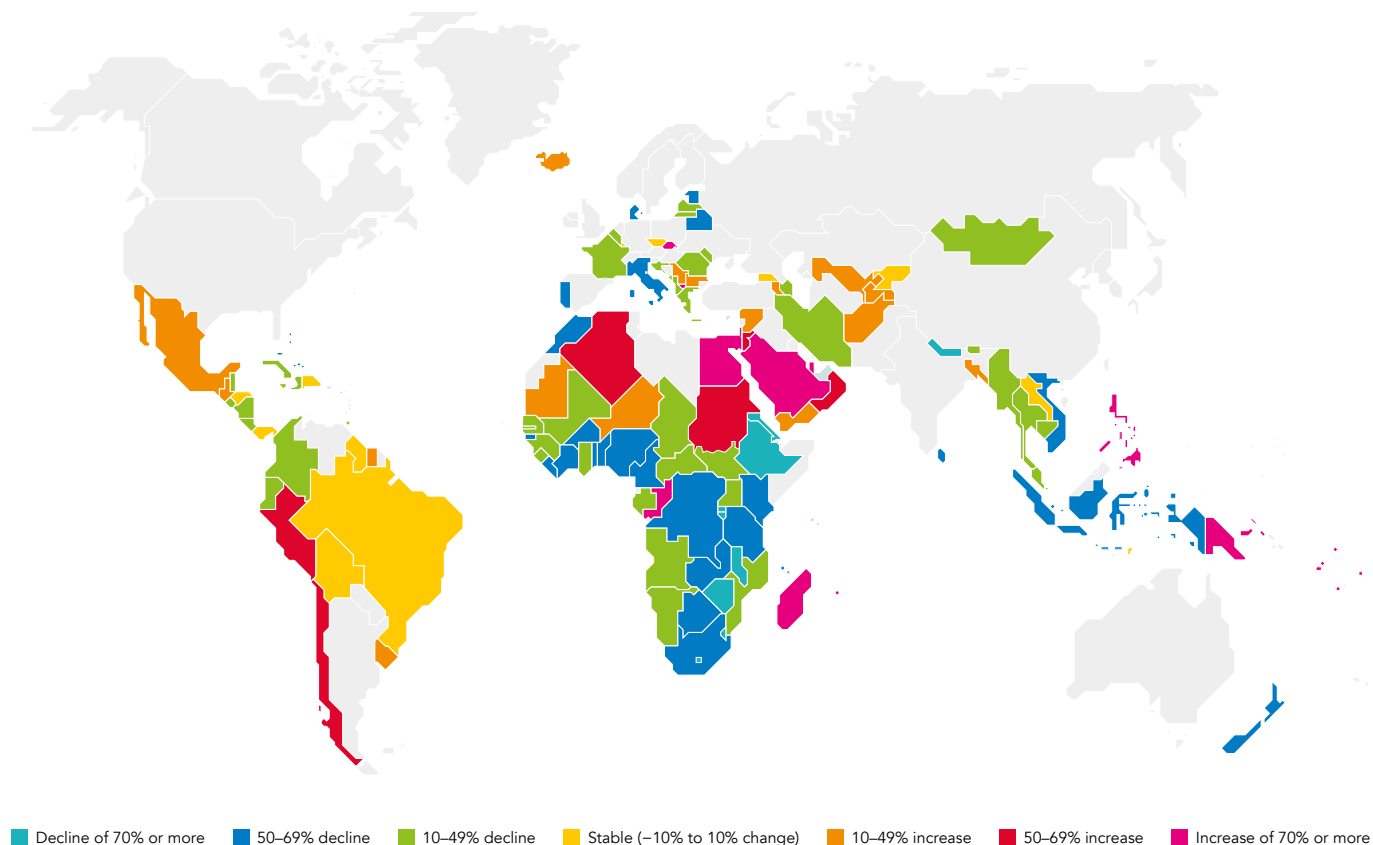 Decline of 70% or more 50–69% decline 10–49% decline Stable (−10% to 10% change) 10–49% increase 50–69% increase Increase of 70% or more